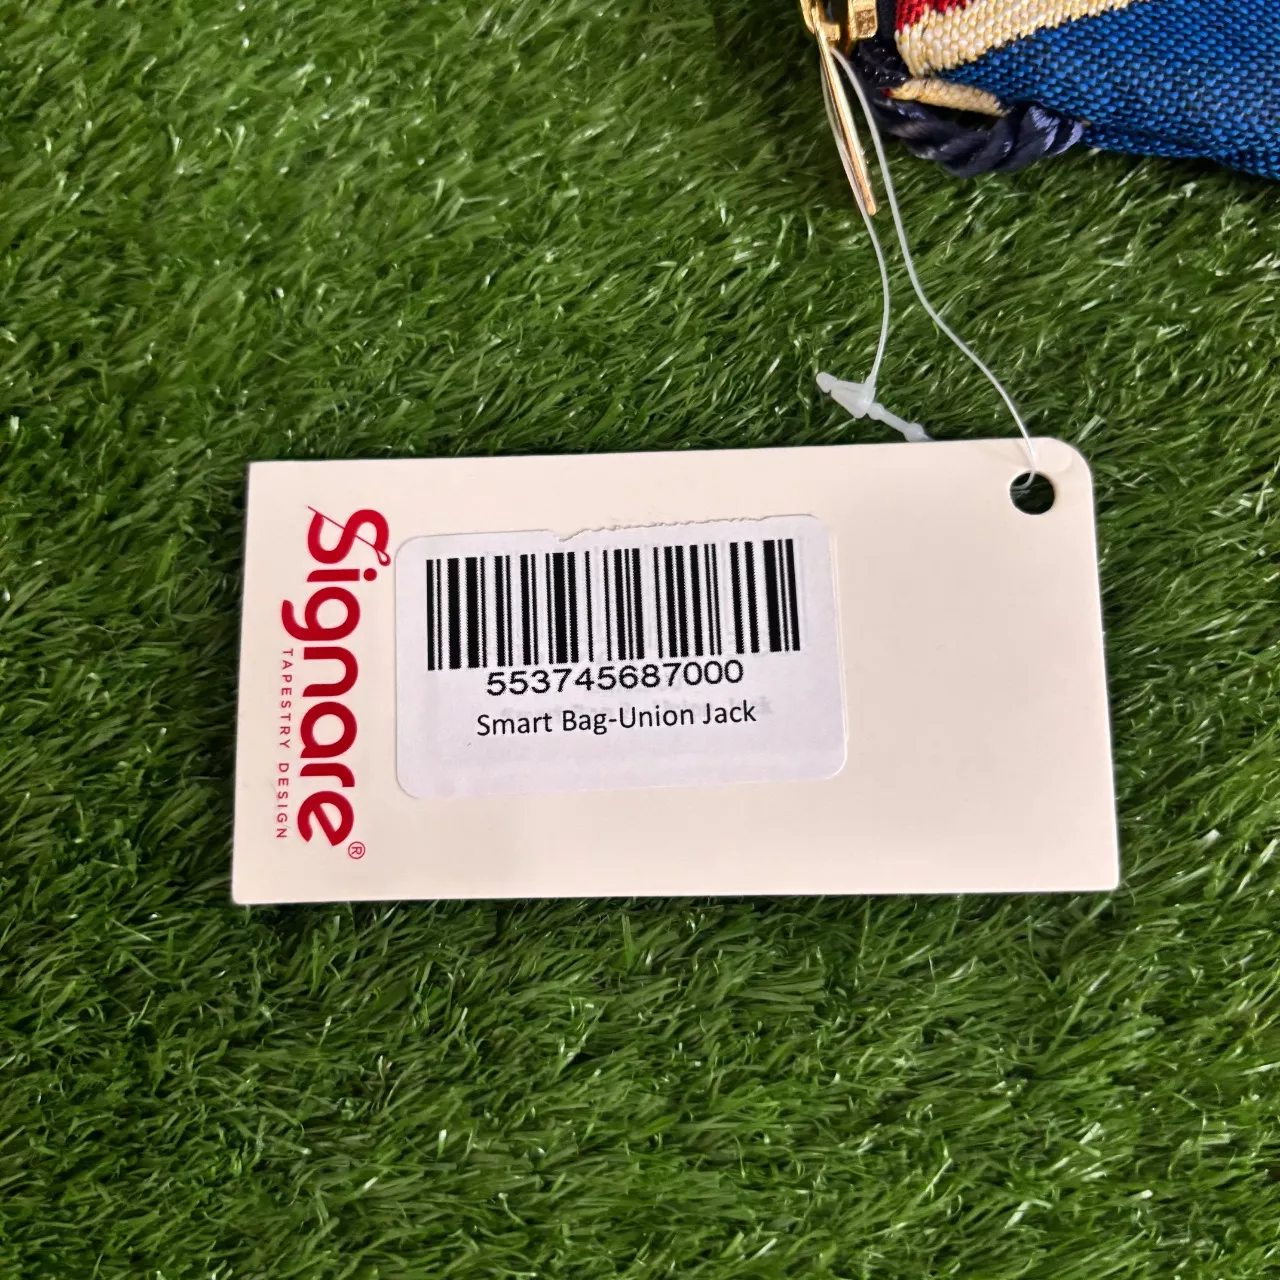 Signare®
TAPESTRY DESIGN
553745687000
Smart Bag-Union Jack